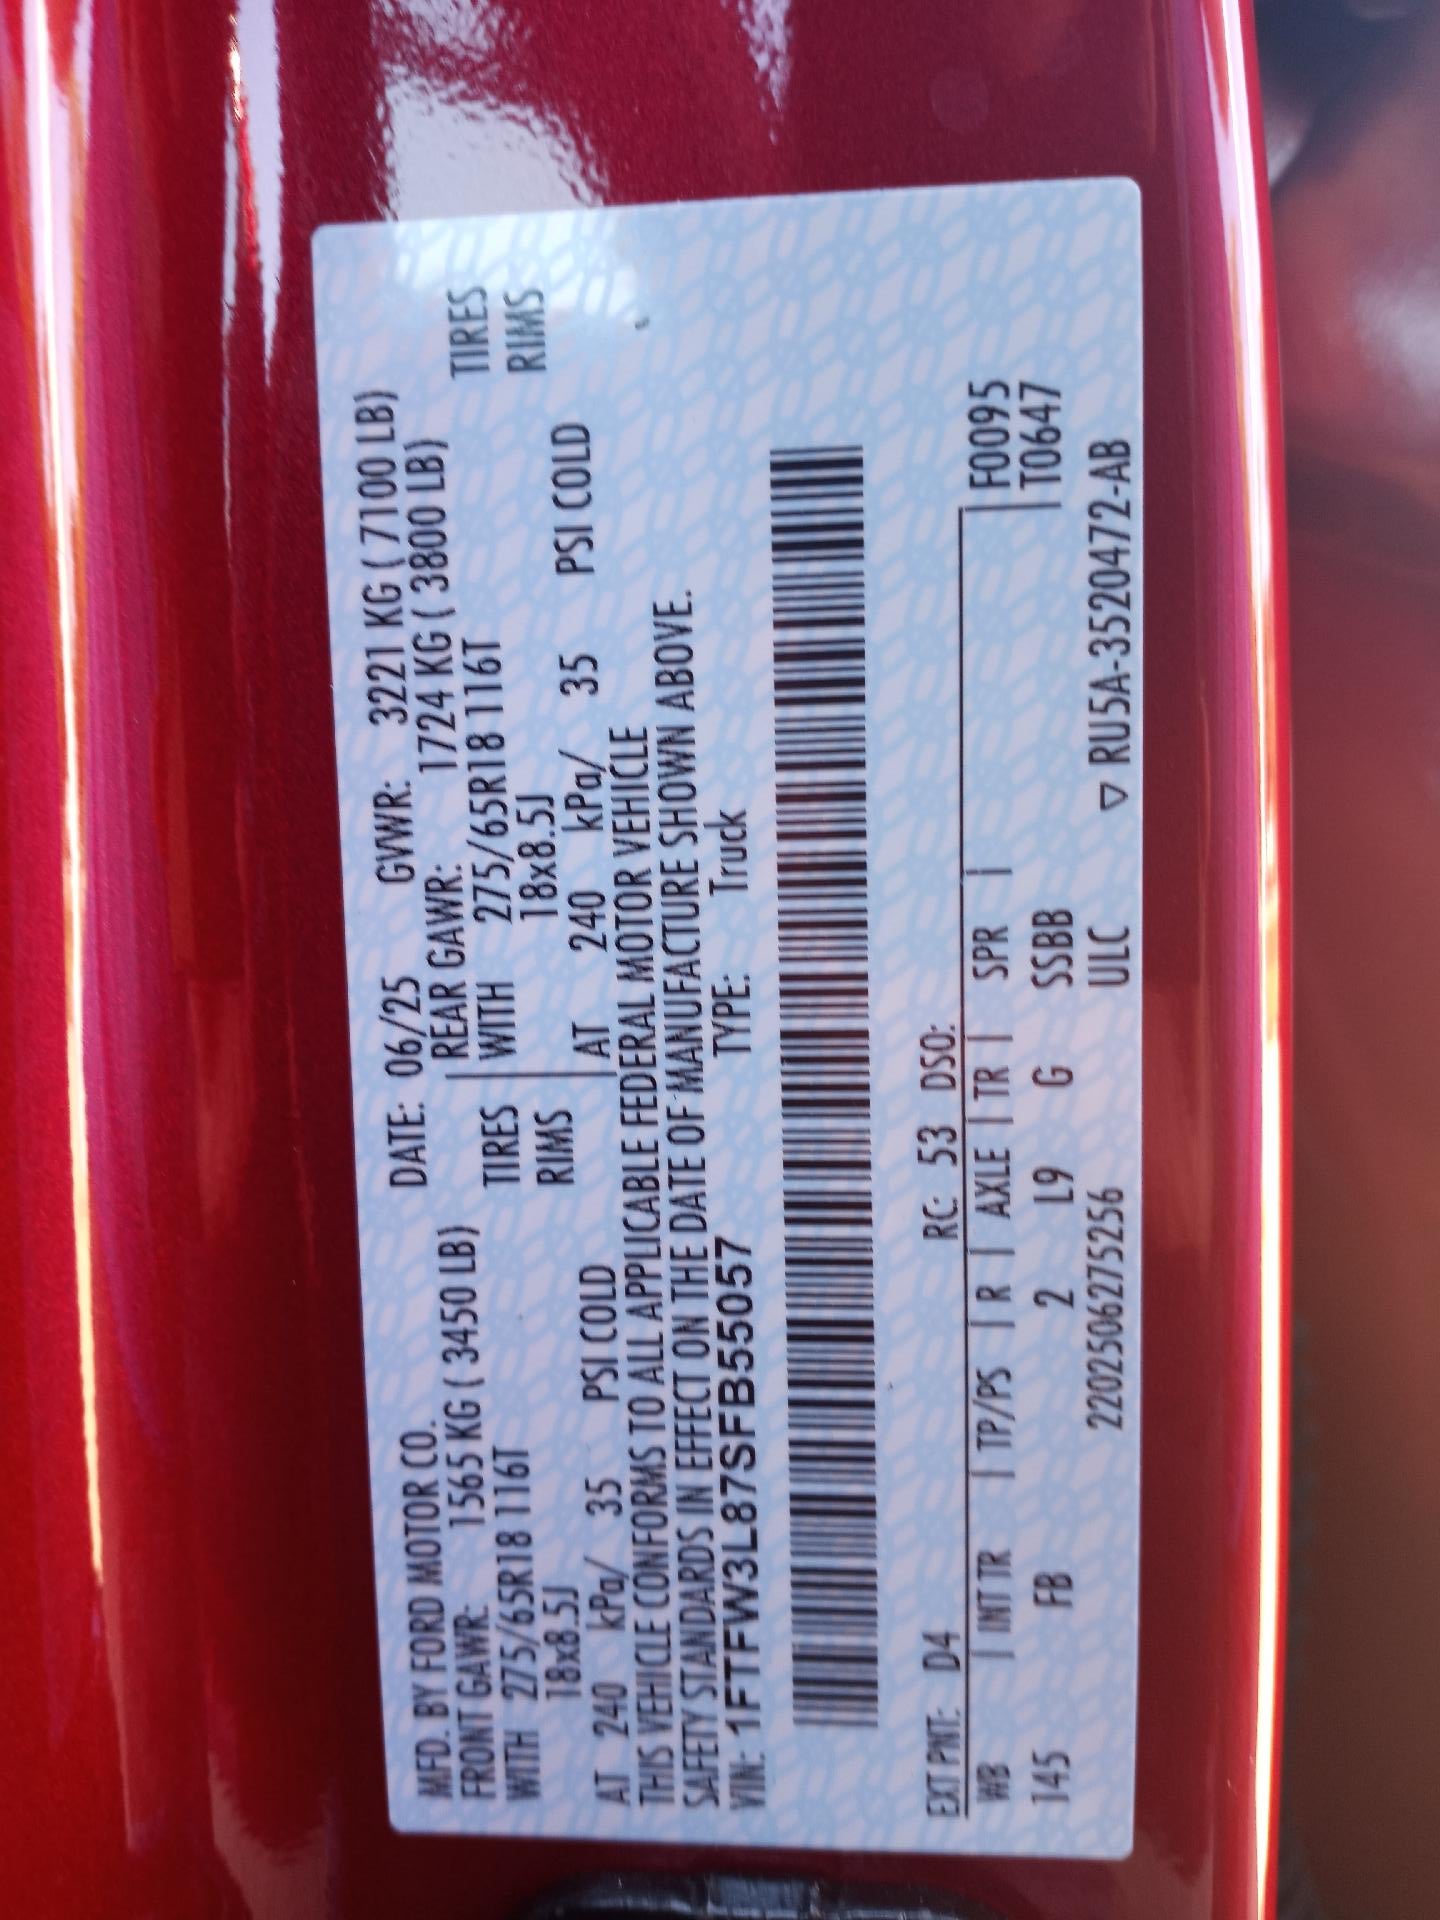 MFD. BY FORD MOTOR CO. DATE: 06/25 GVWR: 3221 KG ( 7100 LB)
FRONT GAWR: 1565 KG ( 3450 LB) REAR GAWR: 1724 KG ( 3800 LB)
WITH 275/65R18 116T TIRES WITH 275/65R18 116T TIRES
18x8.5J RIMS 18x8.5J RIMS
AT 240 kPa/ 35 PSI COLD AT 240 kPa/ 35 PSI COLD
THIS VEHICLE CONFORMS TO ALL APPLICABLE FEDERAL MOTOR VEHICLE
SAFETY STANDARDS IN EFFECT ON THE DATE OF MANUFACTURE SHOWN ABOVE.
VIN: 1FTFW3L87SFB55057 TYPE: Truck
EXT PNT: D4 RC: 53 DSO:
WB | INT TR | TP/PS | R | AXLE | TR | SPR | F0095
145 FB 2 L9 G SSBB | T0647
2202506275256 ULC ▽ RU5A-3520472-AB